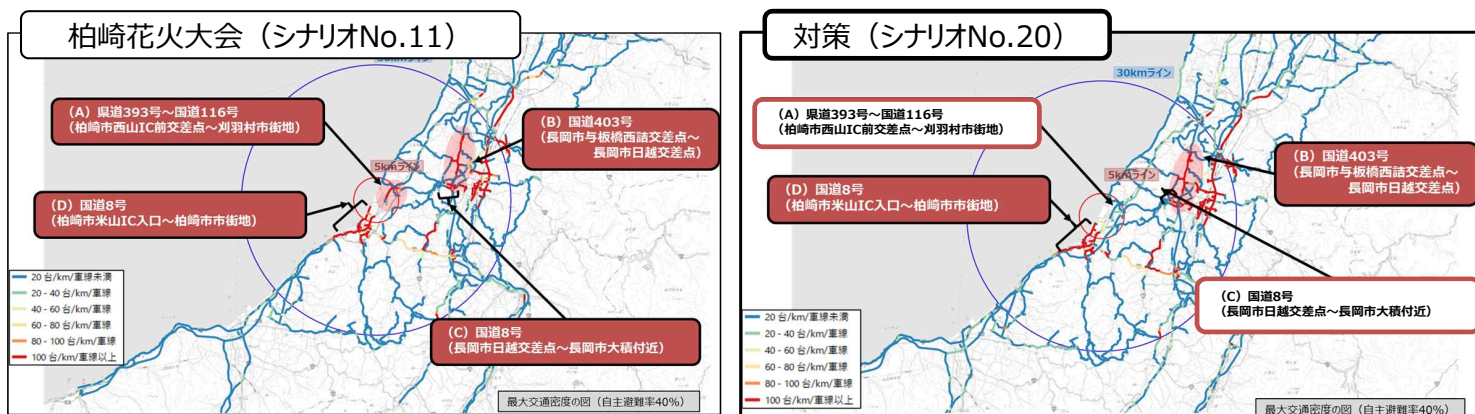 柏崎花火大会（シナリオNo.11）
30kmライン
（A）県道393号～国道116号
（柏崎市西山IC前交差点～刈羽村市街地）
（B）国道403号
（長岡市与板橋西詰交差点～
長岡市日越交差点）
5kmライン
（D）国道8号
（柏崎市米山IC入口～柏崎市市街地）
20 台/km/車線未満
20 - 40 台/km/車線
40 - 60 台/km/車線
60 - 80 台/km/車線
80 - 100 台/km/車線
100 台/km/車線以上
（C）国道8号
（長岡市日越交差点～長岡市大積付近）
最大交通密度の図（自主避難率40%）
対策（シナリオNo.20）
30kmライン
（A）県道393号～国道116号
（柏崎市西山IC前交差点～刈羽村市街地）
（B）国道403号
（長岡市与板橋西詰交差点～
長岡市日越交差点）
5kmライン
（D）国道8号
（柏崎市米山IC入口～柏崎市市街地）
（C）国道8号
（長岡市日越交差点～長岡市大積付近）
20 台/km/車線未満
20 - 40 台/km/車線
40 - 60 台/km/車線
60 - 80 台/km/車線
80 - 100 台/km/車線
100 台/km/車線以上
最大交通密度の図（自主避難率40%）